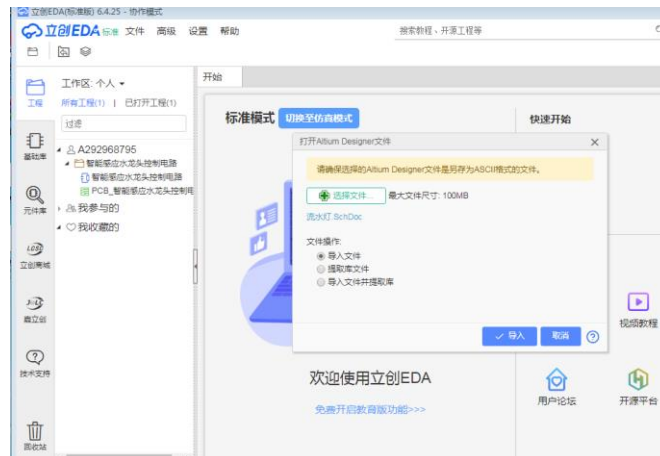 立创EDA(标准版) 6.4.25 - 协作模式
立创EDA 标准 文件 高级 设置 帮助
搜索教程、开源工程等
工程
基础库
元件库
立创商城
嘉立创
技术支持
回收站
工作区: 个人
所有工程(1) | 已打开工程(1)
过滤
A292968795
智能感应水龙头控制电路
智能感应水龙头控制电路
PCB_智能感应水龙头控制电
我参与的
我收藏的
开始
标准模式 切换至仿真模式
快速开始
打开Altium Designer文件
请确保选择的Altium Designer文件是另存为ASCII格式的文件。
选择文件... 最大文件尺寸: 100MB
流水灯.SchDoc
文件操作:
导入文件
提取库文件
导入文件并提取库
导入 取消
欢迎使用立创EDA
免费开启教育版功能>>>
视频教程
用户论坛
开源平台